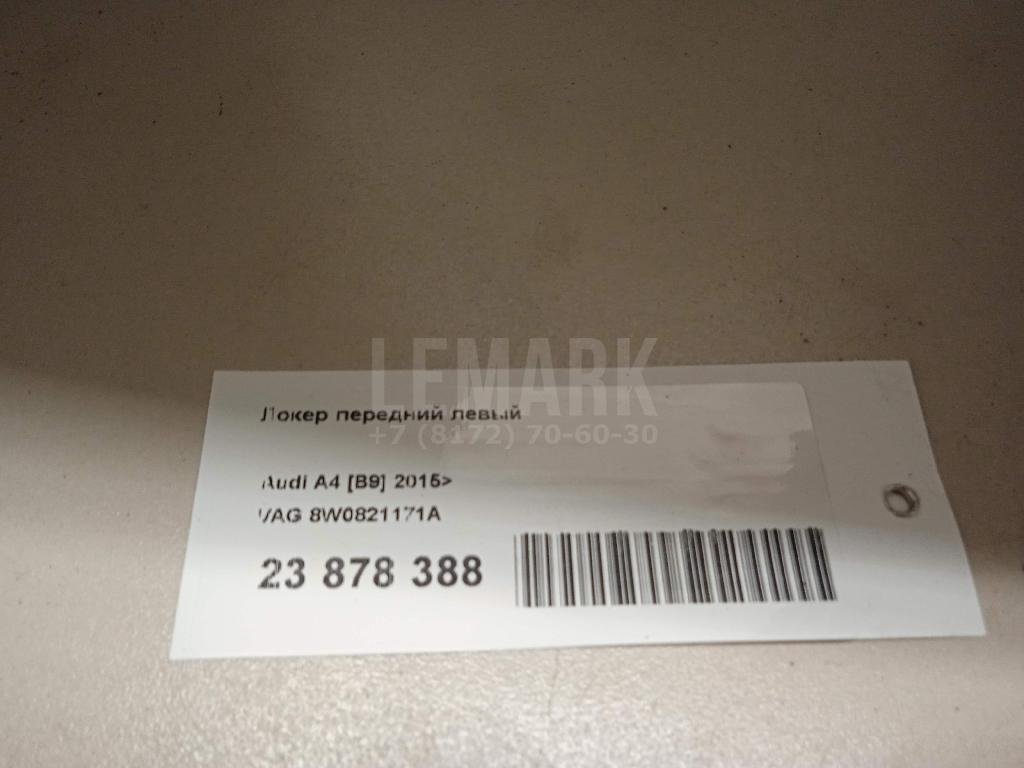 LEMARK
Локер передний левый
+7 (8172) 70-60-30
Audi A4 [B9] 2015>
VAG 8W0821171A
23 878 388